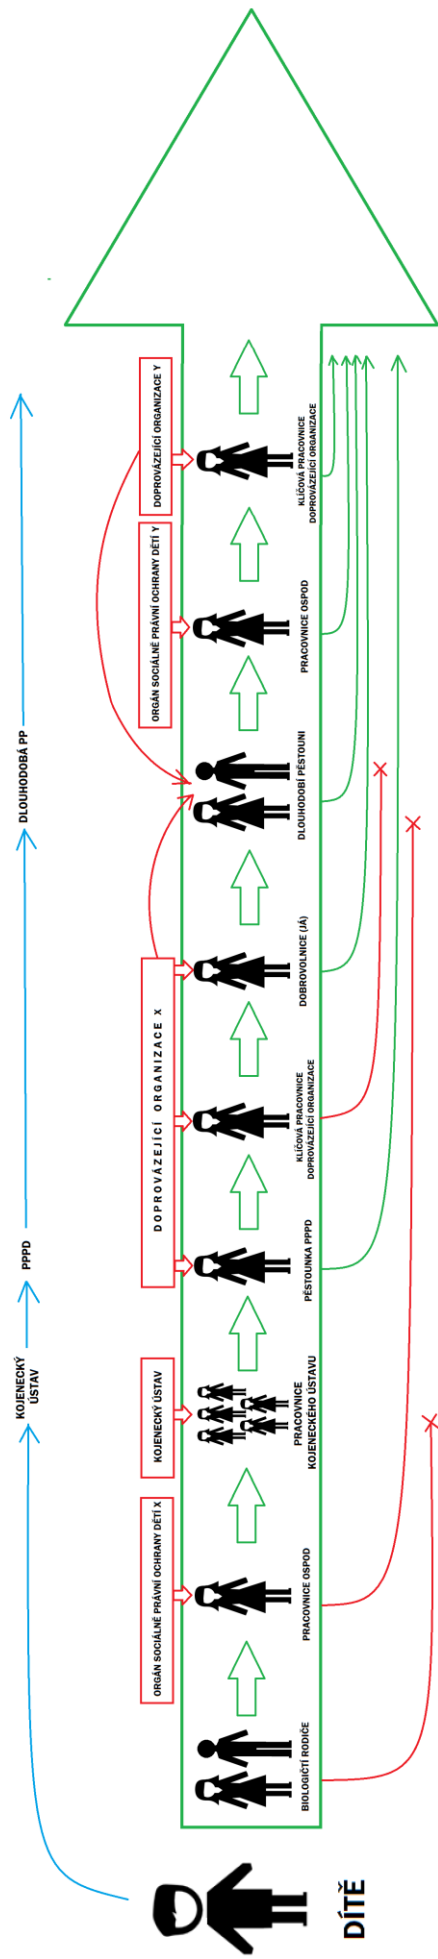 KOJENECKÝ
ÚSTAV
PPPD
DLOUHODOBÁ PP
ORGÁN SOCIÁLNĚ PRÁVNÍ OCHRANY DĚTÍ X
KOJENECKÝ ÚSTAV
DOPROVÁZEJÍCÍ ORGANIZACE X
ORGÁN SOCIÁLNĚ PRÁVNÍ OCHRANY DĚTÍ Y
DOPROVÁZEJÍCÍ ORGANIZACE Y
BIOLOGIČTÍ RODIČE
PRACOVNICE OSPOD
PRACOVNICE
KOJENECKÉHO ÚSTAVU
PĚSTOUNKA PPPD
KLÍČOVÁ PRACOVNICE
DOPROVÁZEJÍCÍ ORGANIZACE
DOBROVOLNICE (JÁ)
DLOUHODOBÍ PĚSTOUNI
PRACOVNICE OSPOD
KLÍČOVÁ PRACOVNICE
DOPROVÁZEJÍCÍ ORGANIZACE
DÍTĚ